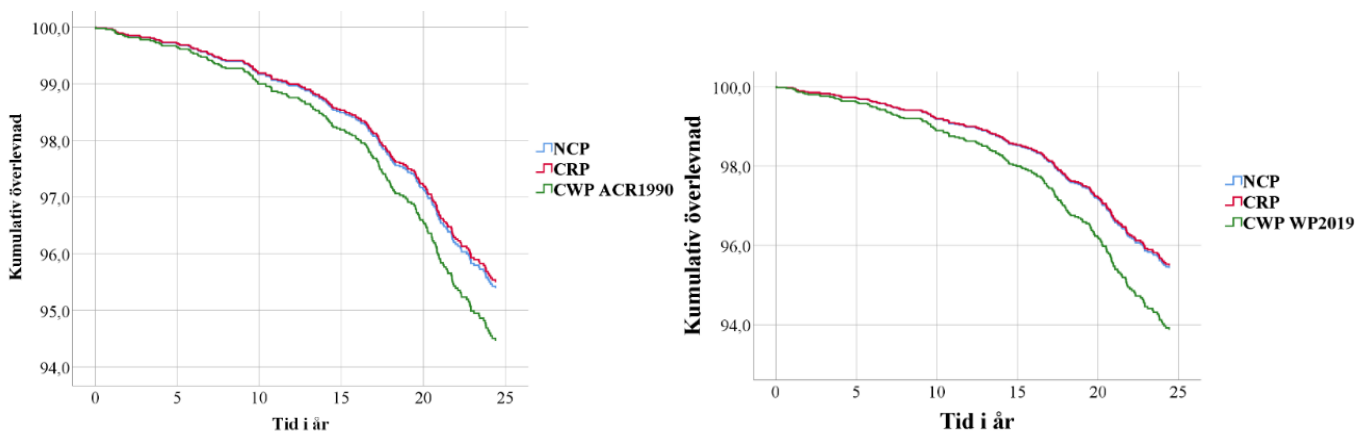 100,0
99,0
98,0
97,0
96,0
95,0
94,0
Kumulativ överlevnad
0 5 10 15 20 25
Tid i år
NCP
CRP
CWP ACR1990
100,0
98,0
96,0
94,0
Kumulativ överlevnad
0 5 10 15 20 25
Tid i år
NCP
CRP
CWP WP2019